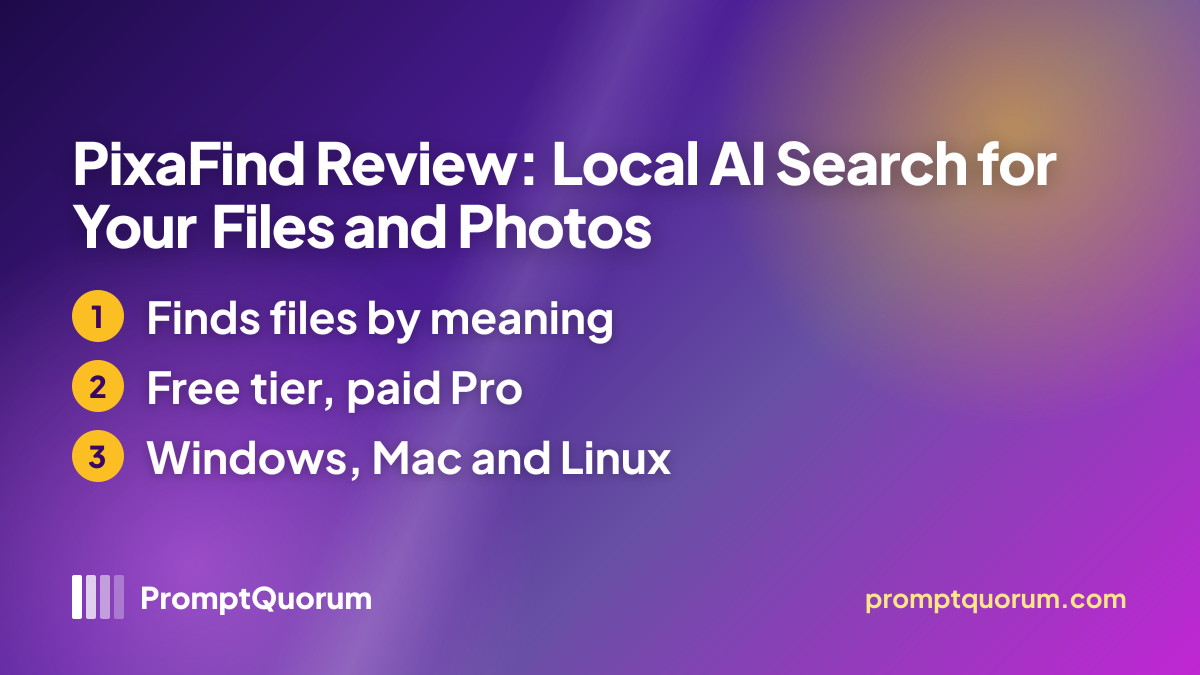 PixaFind Review: Local AI Search for
Your Files and Photos
1 Finds files by meaning
2 Free tier, paid Pro
3 Windows, Mac and Linux
PromptQuorum
promptquorum.com